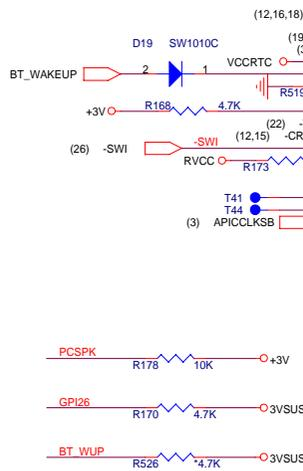 (12,16,18)
D19 SW1010C
(19
VCCRTC
BT_WAKEUP 2 1
R519
+3V R168 4.7K
(22) -
(12,15) -CR
(26) -SWI -SWI
RVCC R173
T41
T44
(3) APICCLKSB
PCSPK
R178 10K +3V
GPI26
R170 4.7K 3VSUS
BT_WUP
R526 *4.7K 3VSUS